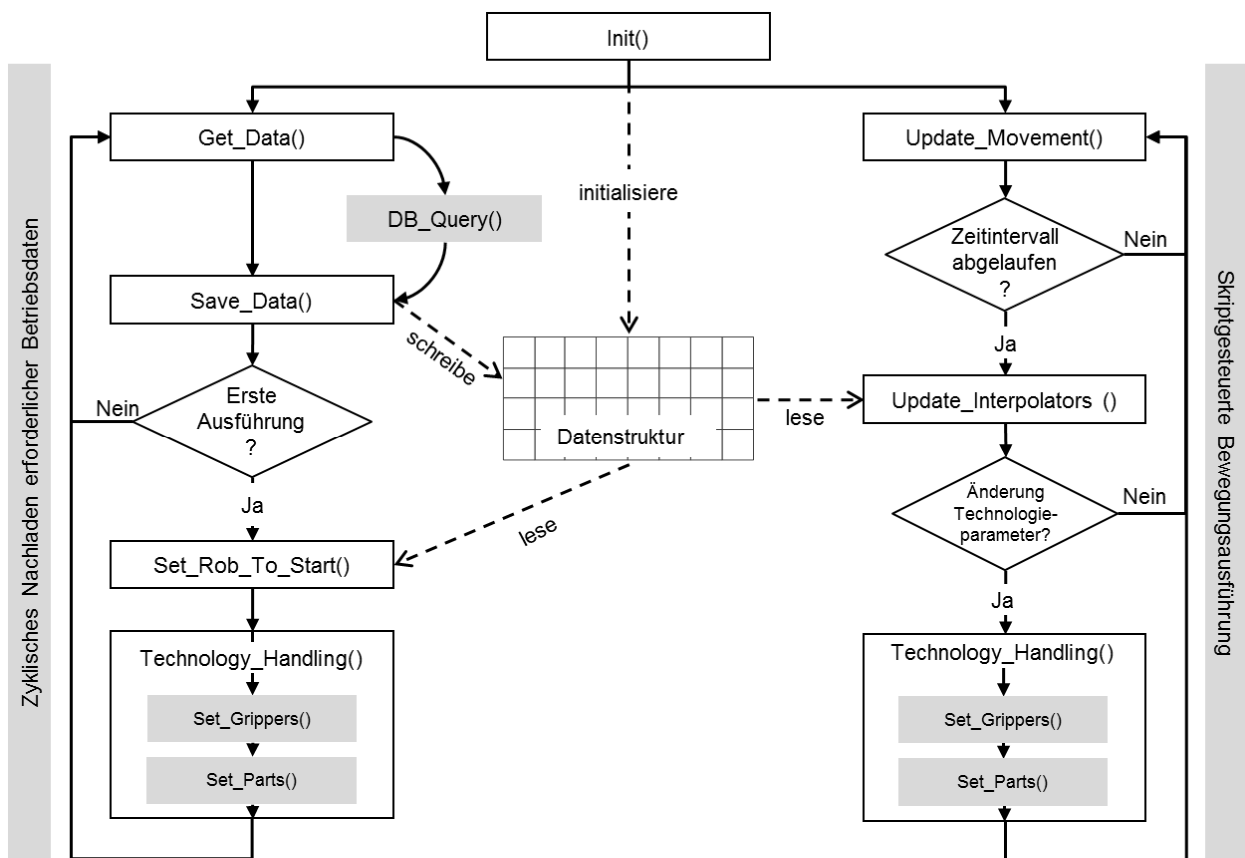 Init()
Zyklisches Nachladen erforderlicher Betriebsdaten
Get_Data()
DB_Query()
Save_Data()
Erste
Ausführung
?
Nein
Ja
Set_Rob_To_Start()
Technology_Handling()
Set_Grippers()
Set_Parts()
initialisiere
schreibe
Datenstruktur
lese
lese
Update_Movement()
Zeitintervall
abgelaufen
?
Nein
Ja
Update_Interpolators ()
Änderung
Technologie-
parameter?
Nein
Ja
Technology_Handling()
Set_Grippers()
Set_Parts()
Skriptgesteuerte Bewegungsausführung